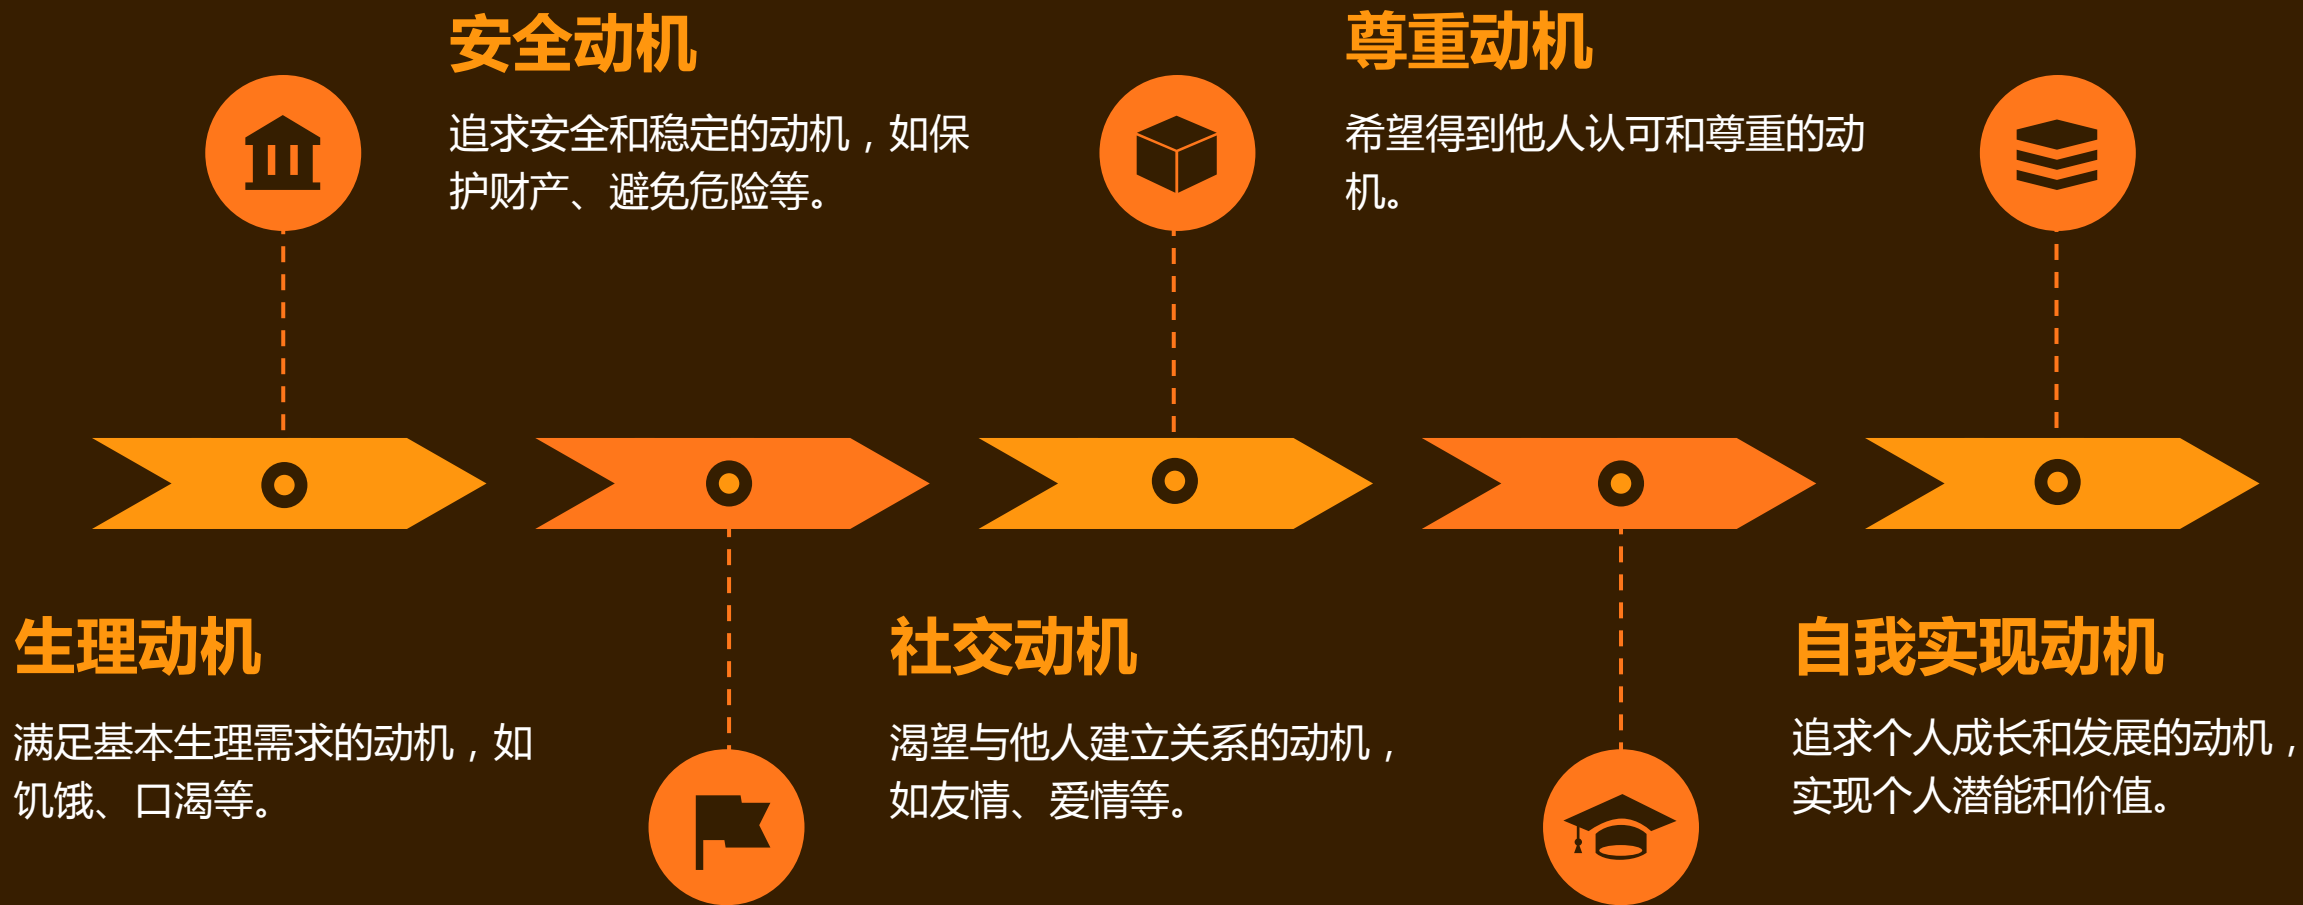 安全动机
追求安全和稳定的动机，如保
护财产、避免危险等。
尊重动机
希望得到他人认可和尊重的动
机。
生理动机
满足基本生理需求的动机，如
饥饿、口渴等。
社交动机
渴望与他人建立关系的动机，
如友情、爱情等。
自我实现动机
追求个人成长和发展的动机，
实现个人潜能和价值。